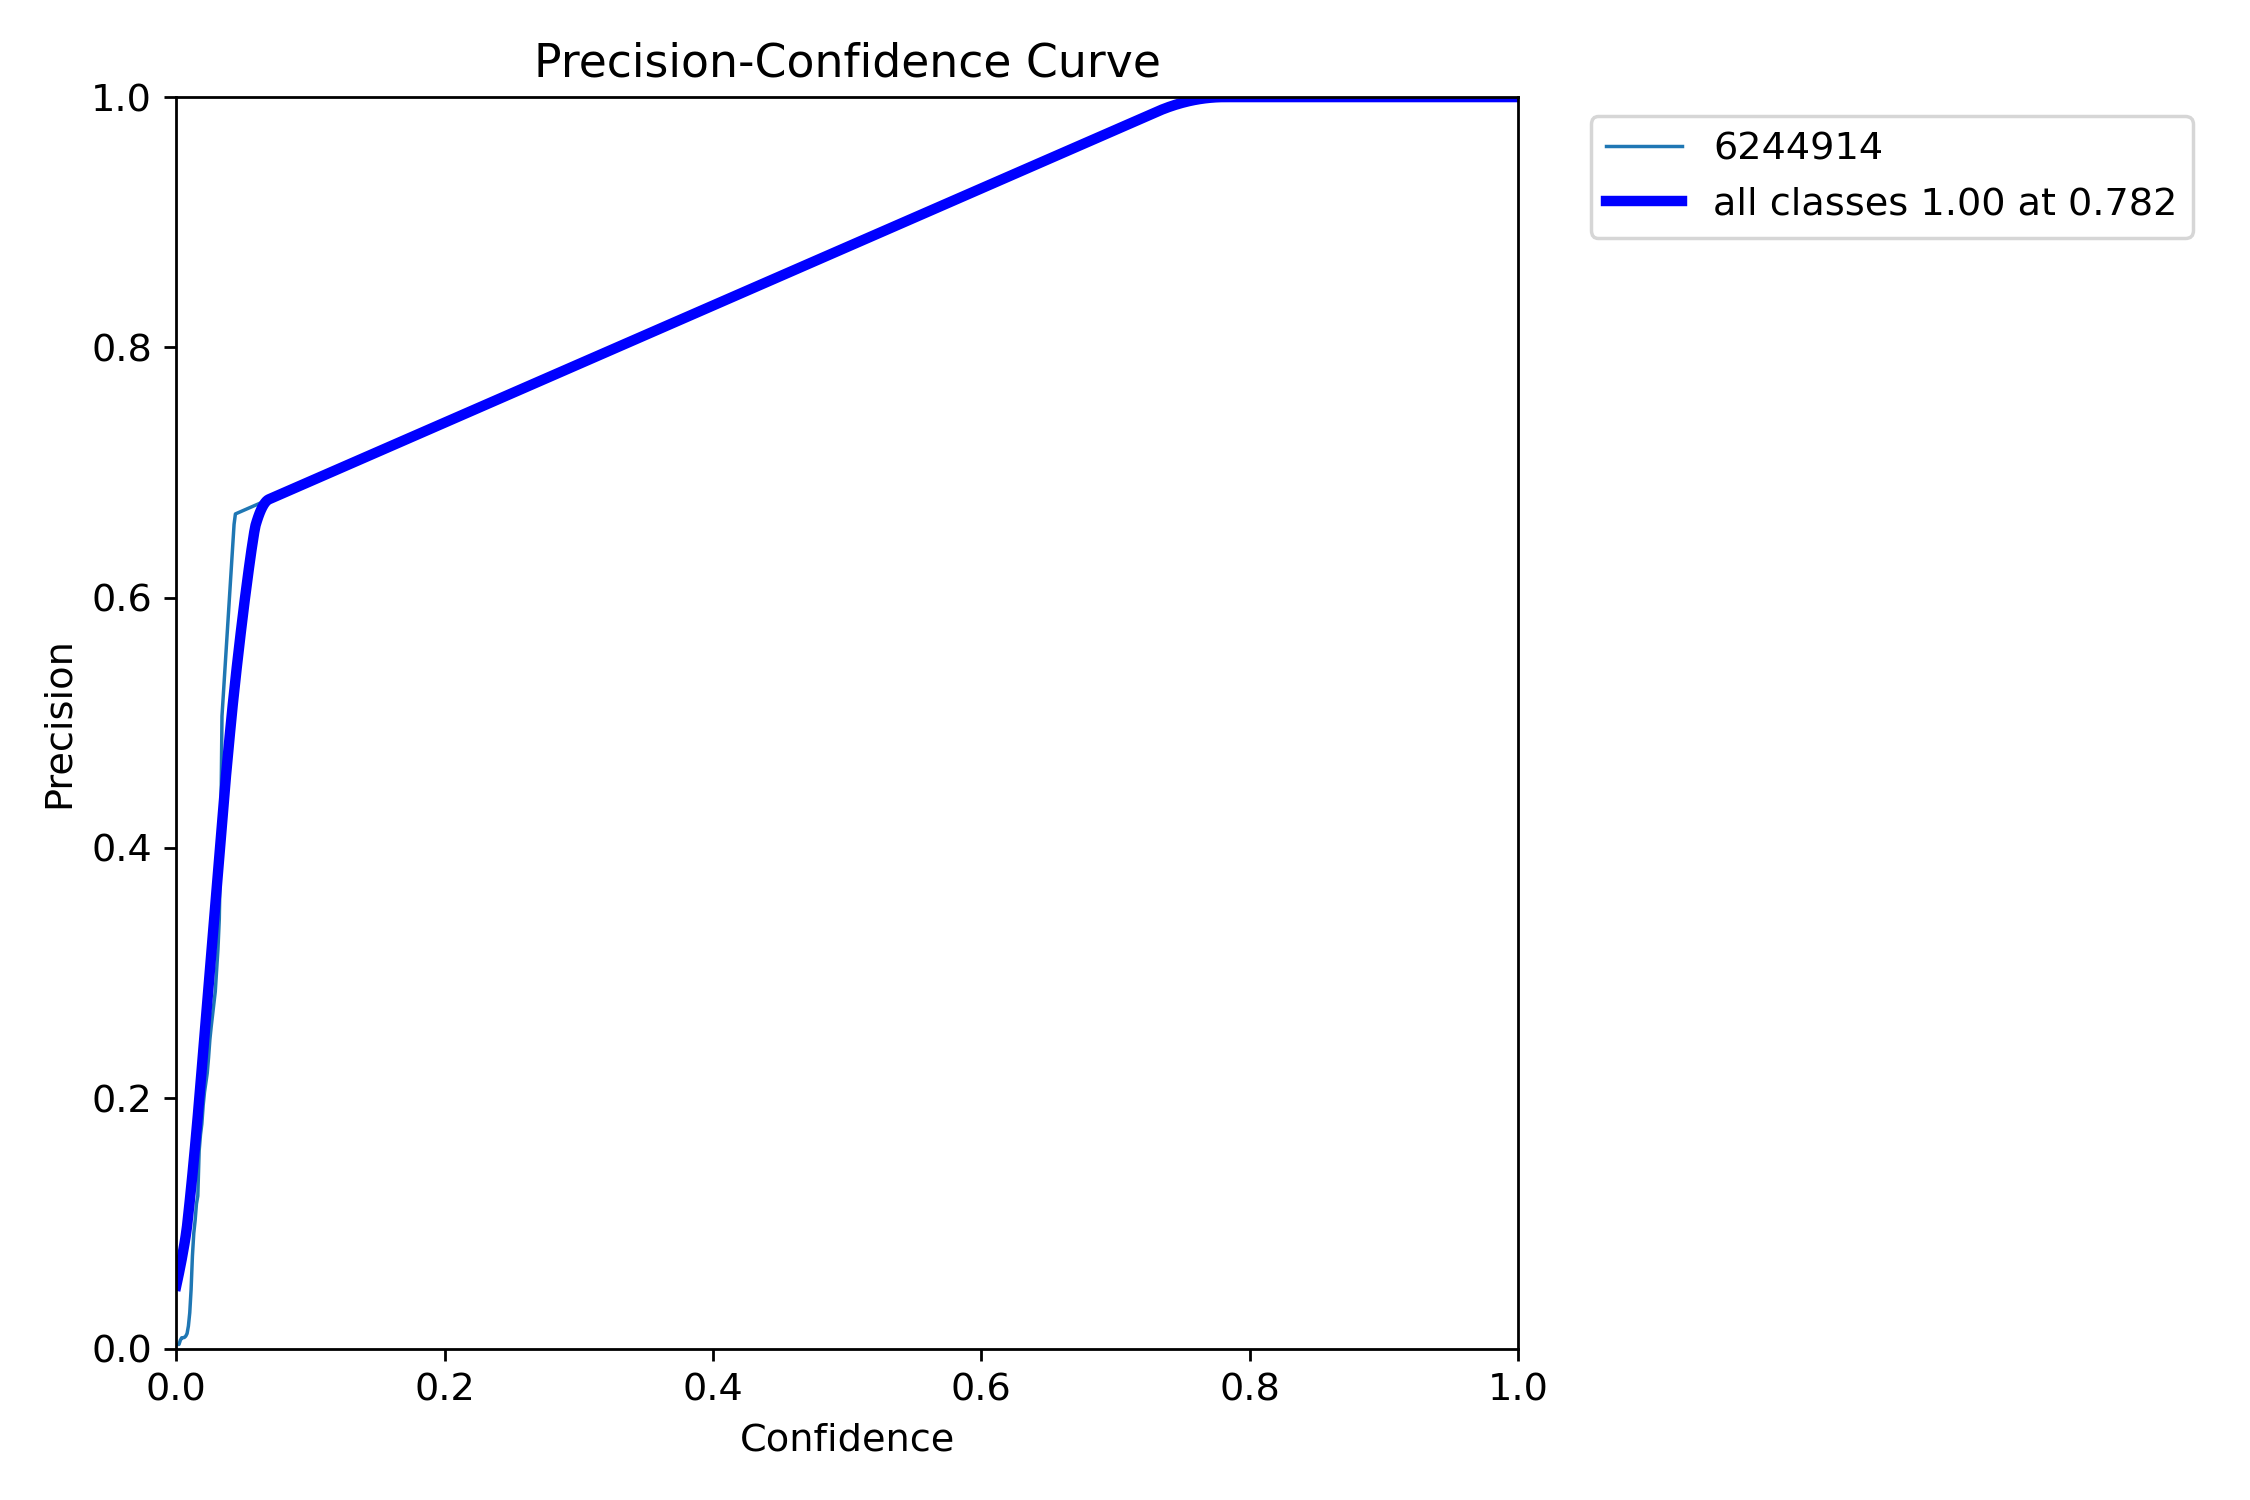 Precision-Confidence Curve
1.0
0.8
0.6
0.4
0.2
0.0
Precision
0.0 0.2 0.4 0.6 0.8 1.0
Confidence
6244914
all classes 1.00 at 0.782